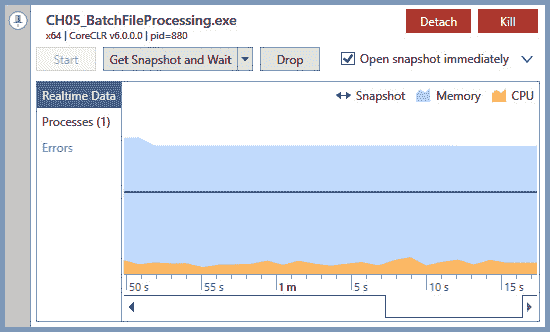 CH05_BatchFileProcessing.exe
Detach
Kill
x64 | CoreCLR v6.0.0.0 | pid=880
Start
Get Snapshot and Wait
Drop
Open snapshot immediately
Realtime Data
Snapshot
Memory
CPU
Processes (1)
Errors
50 s
55 s
1 m
5 s
10 s
15 s